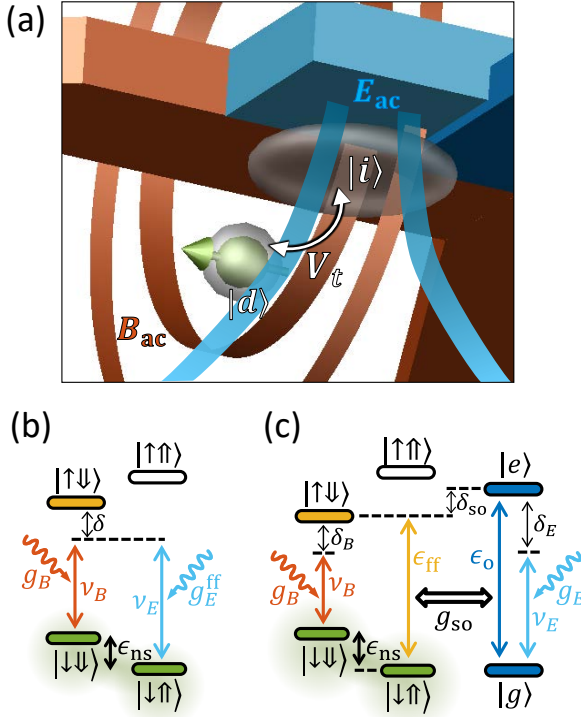 (a)
E_ac
|i⟩
V_t
|d⟩
B_ac
(b)
|↑⇑⟩
|↑⇓⟩
δ
g_B
ν_B
ν_E
g_E^ff
ϵ_ns
|↓⇓⟩
|↓⇑⟩
(c)
|↑⇑⟩
|e⟩
|↑⇓⟩
δ_so
δ_B
δ_E
ϵ_ff
ϵ_o
g_B
ν_B
g_so
ν_E
g_E
ϵ_ns
|↓⇓⟩
|↓⇑⟩
|g⟩